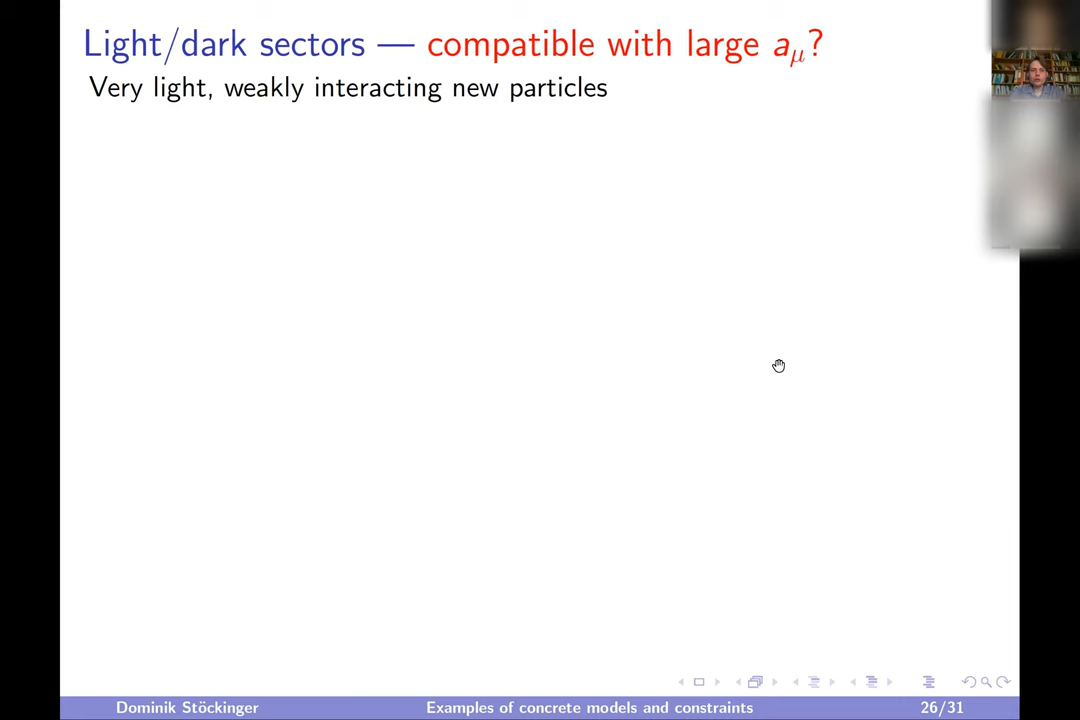 Light/dark sectors — compatible with large aμ?
Very light, weakly interacting new particles
Dominik Stöckinger Examples of concrete models and constraints 26/31